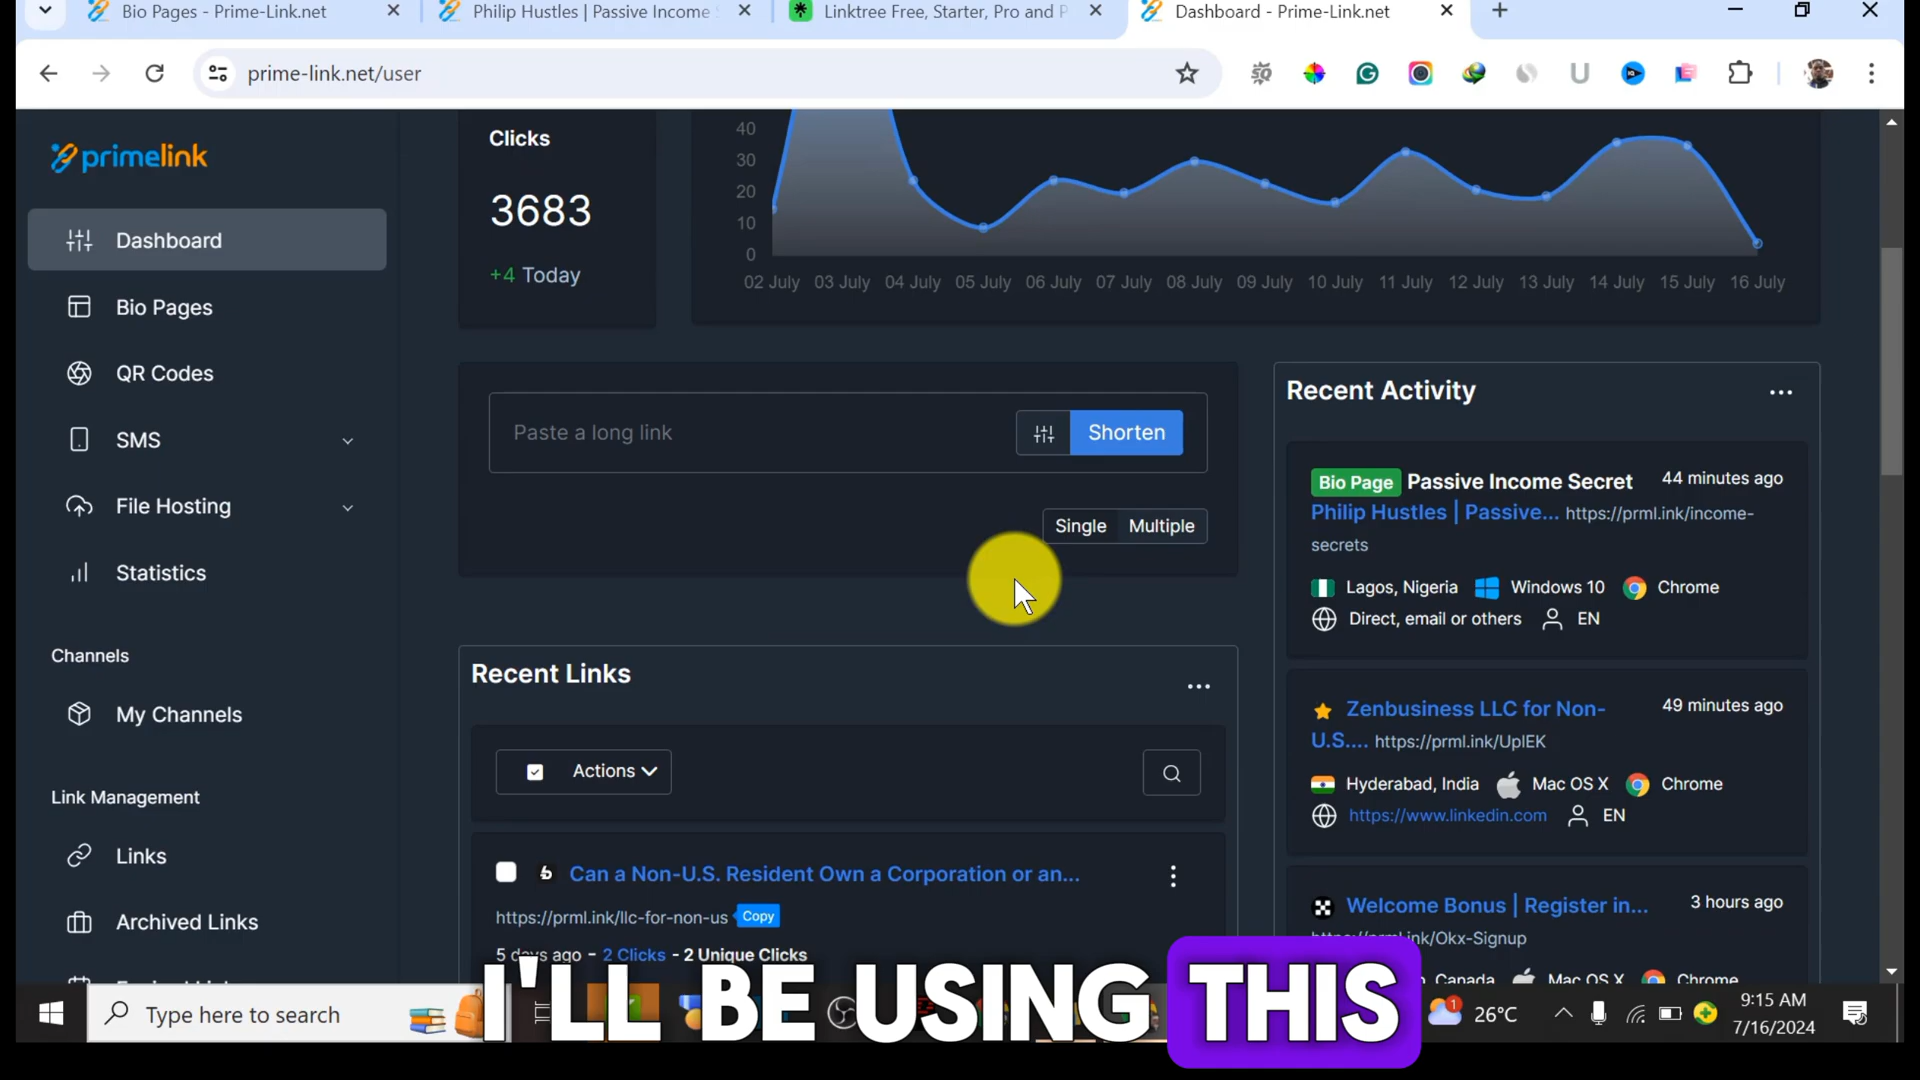 Bio Pages - Prime-Link.net
Philip Hustles | Passive Income
Linktree Free, Starter, Pro and P
Dashboard - Prime-Link.net
prime-link.net/user
primelink
Dashboard
Bio Pages
QR Codes
SMS
File Hosting
Statistics
Channels
My Channels
Link Management
Links
Archived Links
Clicks
3683
+4 Today
40
30
20
10
0
02 July 03 July 04 July 05 July 06 July 07 July 08 July 09 July 10 July 11 July 12 July 13 July 14 July 15 July 16 July
Paste a long link
Shorten
Single Multiple
Recent Links
Actions
Can a Non-U.S. Resident Own a Corporation or an...
https://prml.ink/llc-for-non-us Copy
5 days ago - 2 Clicks - 2 Unique Clicks
Recent Activity
Bio Page Passive Income Secret 44 minutes ago
Philip Hustles | Passive... https://prml.ink/income-
secrets
Lagos, Nigeria Windows 10 Chrome
Direct, email or others EN
Zenbusiness LLC for Non- 49 minutes ago
U.S.... https://prml.ink/UplEK
Hyderabad, India Mac OS X Chrome
https://www.linkedin.com EN
Welcome Bonus | Register in... 3 hours ago
https://prml.ink/Okx-Signup
Canada Mac OS X Chrome
I'LL BE USING THIS
Type here to search
1
26°C
9:15 AM
7/16/2024